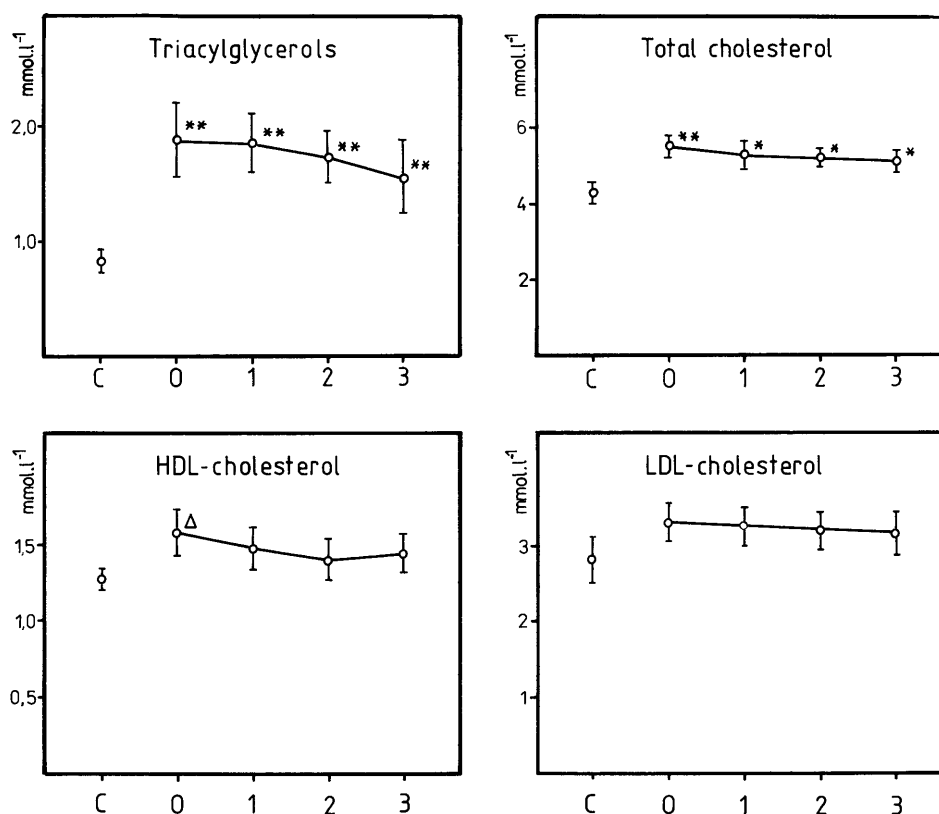 Triacylglycerols
mmol.l⁻¹
2,0
** ** ** **
1,0
C 0 1 2 3
Total cholesterol
mmol.l⁻¹
6
** * * *
4
2
C 0 1 2 3
HDL-cholesterol
mmol.l⁻¹
Δ
1,5
1,0
0,5
C 0 1 2 3
LDL-cholesterol
mmol.l⁻¹
3
2
1
C 0 1 2 3